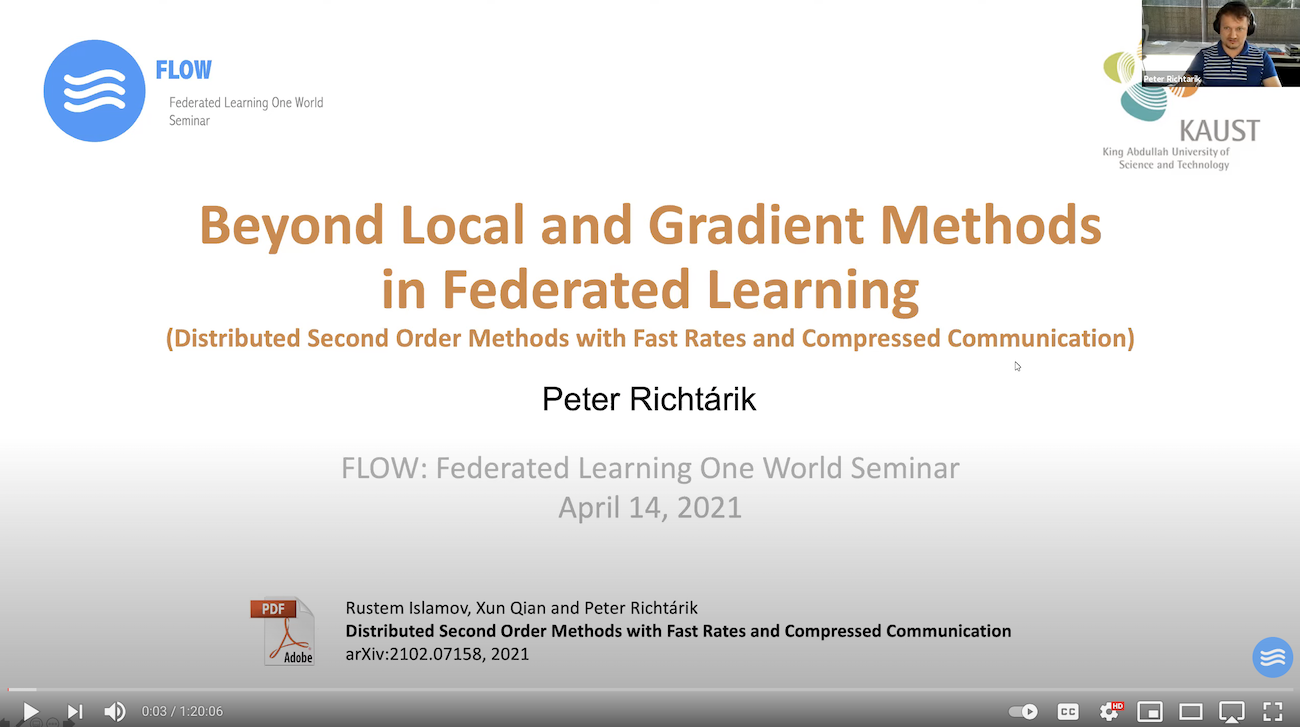 FLOW
Federated Learning One World
Seminar
Peter Richtarik
KAUST
King Abdullah University of
Science and Technology
Beyond Local and Gradient Methods
in Federated Learning
(Distributed Second Order Methods with Fast Rates and Compressed Communication)
Peter Richtárik
FLOW: Federated Learning One World Seminar
April 14, 2021
PDF
Adobe
Rustem Islamov, Xun Qian and Peter Richtárik
Distributed Second Order Methods with Fast Rates and Compressed Communication
arXiv:2102.07158, 2021
0:03 / 1:20:06
CC
HD